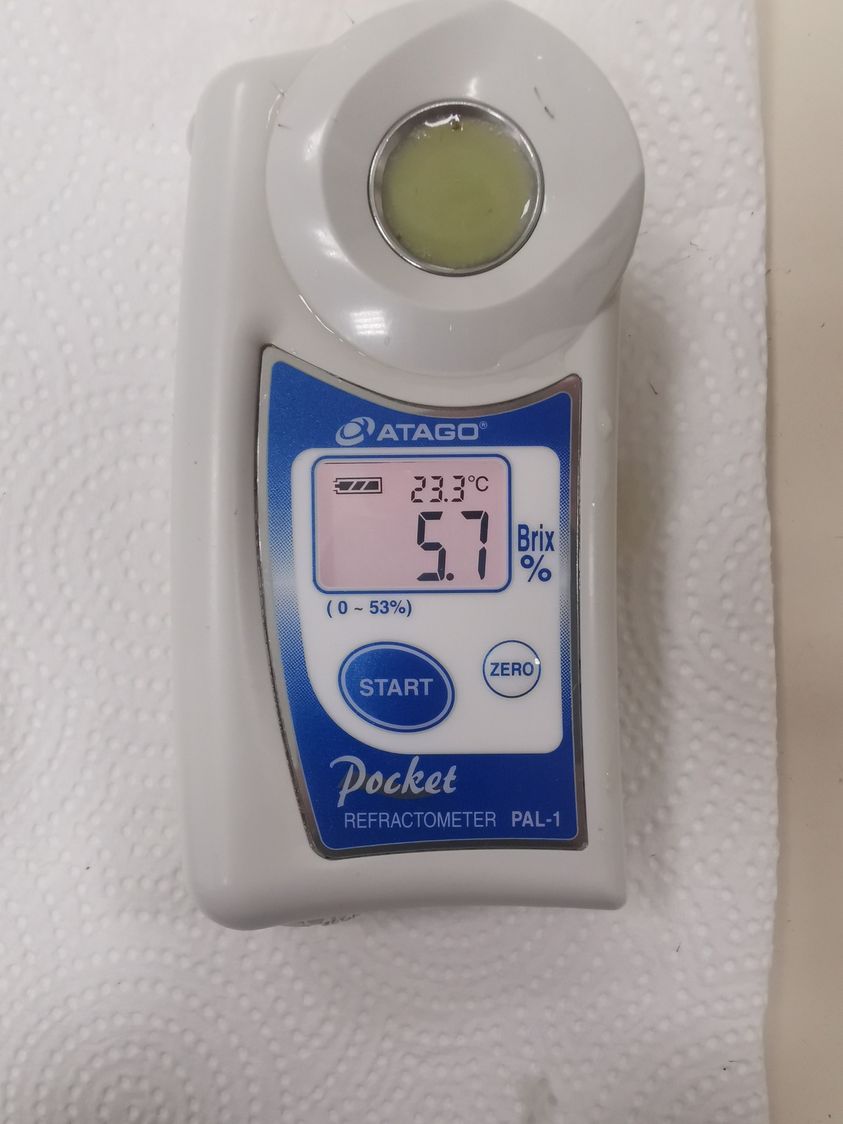 ATAGO®
23.3°C
5.7
Brix
%
( 0 ~ 53%)
START
ZERO
Pocket
REFRACTOMETER PAL-1